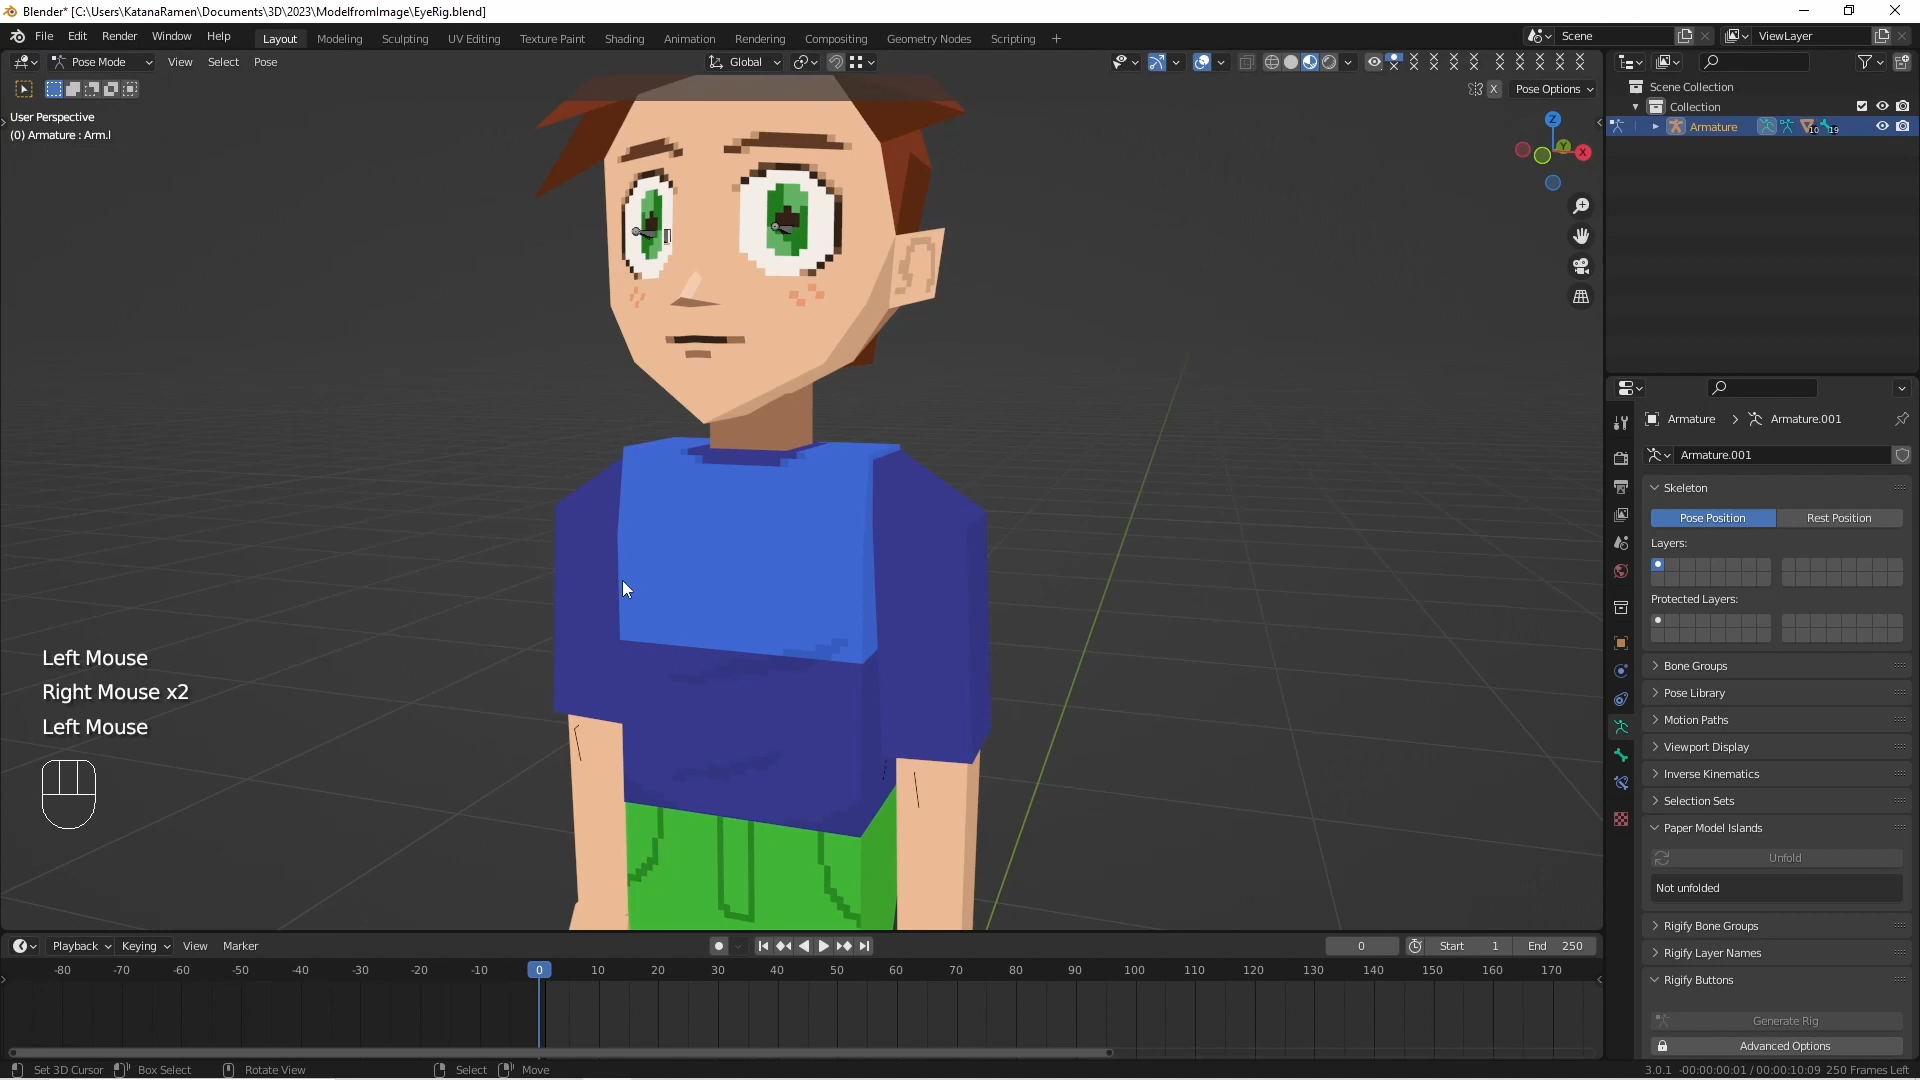 Blender* [C:\Users\KatanaRamen\Documents\3D\2023\ModelfromImage\EyeRig.blend]
File Edit Render Window Help Layout Modeling Sculpting UV Editing Texture Paint Shading Animation Rendering Compositing Geometry Nodes Scripting + Scene ViewLayer
Pose Mode View Select Pose Global
X Pose Options
User Perspective
(0) Armature : Arm.l
Z
Y
X
Left Mouse
Right Mouse x2
Left Mouse
Scene Collection
Collection
Armature 10 19
Armature Armature.001
Armature.001
Skeleton
Pose Position Rest Position
Layers:
Protected Layers:
Bone Groups
Pose Library
Motion Paths
Viewport Display
Inverse Kinematics
Selection Sets
Paper Model Islands
Unfold
Not unfolded
Rigify Bone Groups
Rigify Layer Names
Rigify Buttons
Generate Rig
Advanced Options
Playback Keying View Marker 0 Start 1 End 250
-80 -70 -60 -50 -40 -30 -20 -10 0 10 20 30 40 50 60 70 80 90 100 110 120 130 140 150 160 170
Set 3D Cursor Box Select Rotate View Select Move 3.0.1 -00:00:00:01 / 00:00:10:09 250 Frames Left